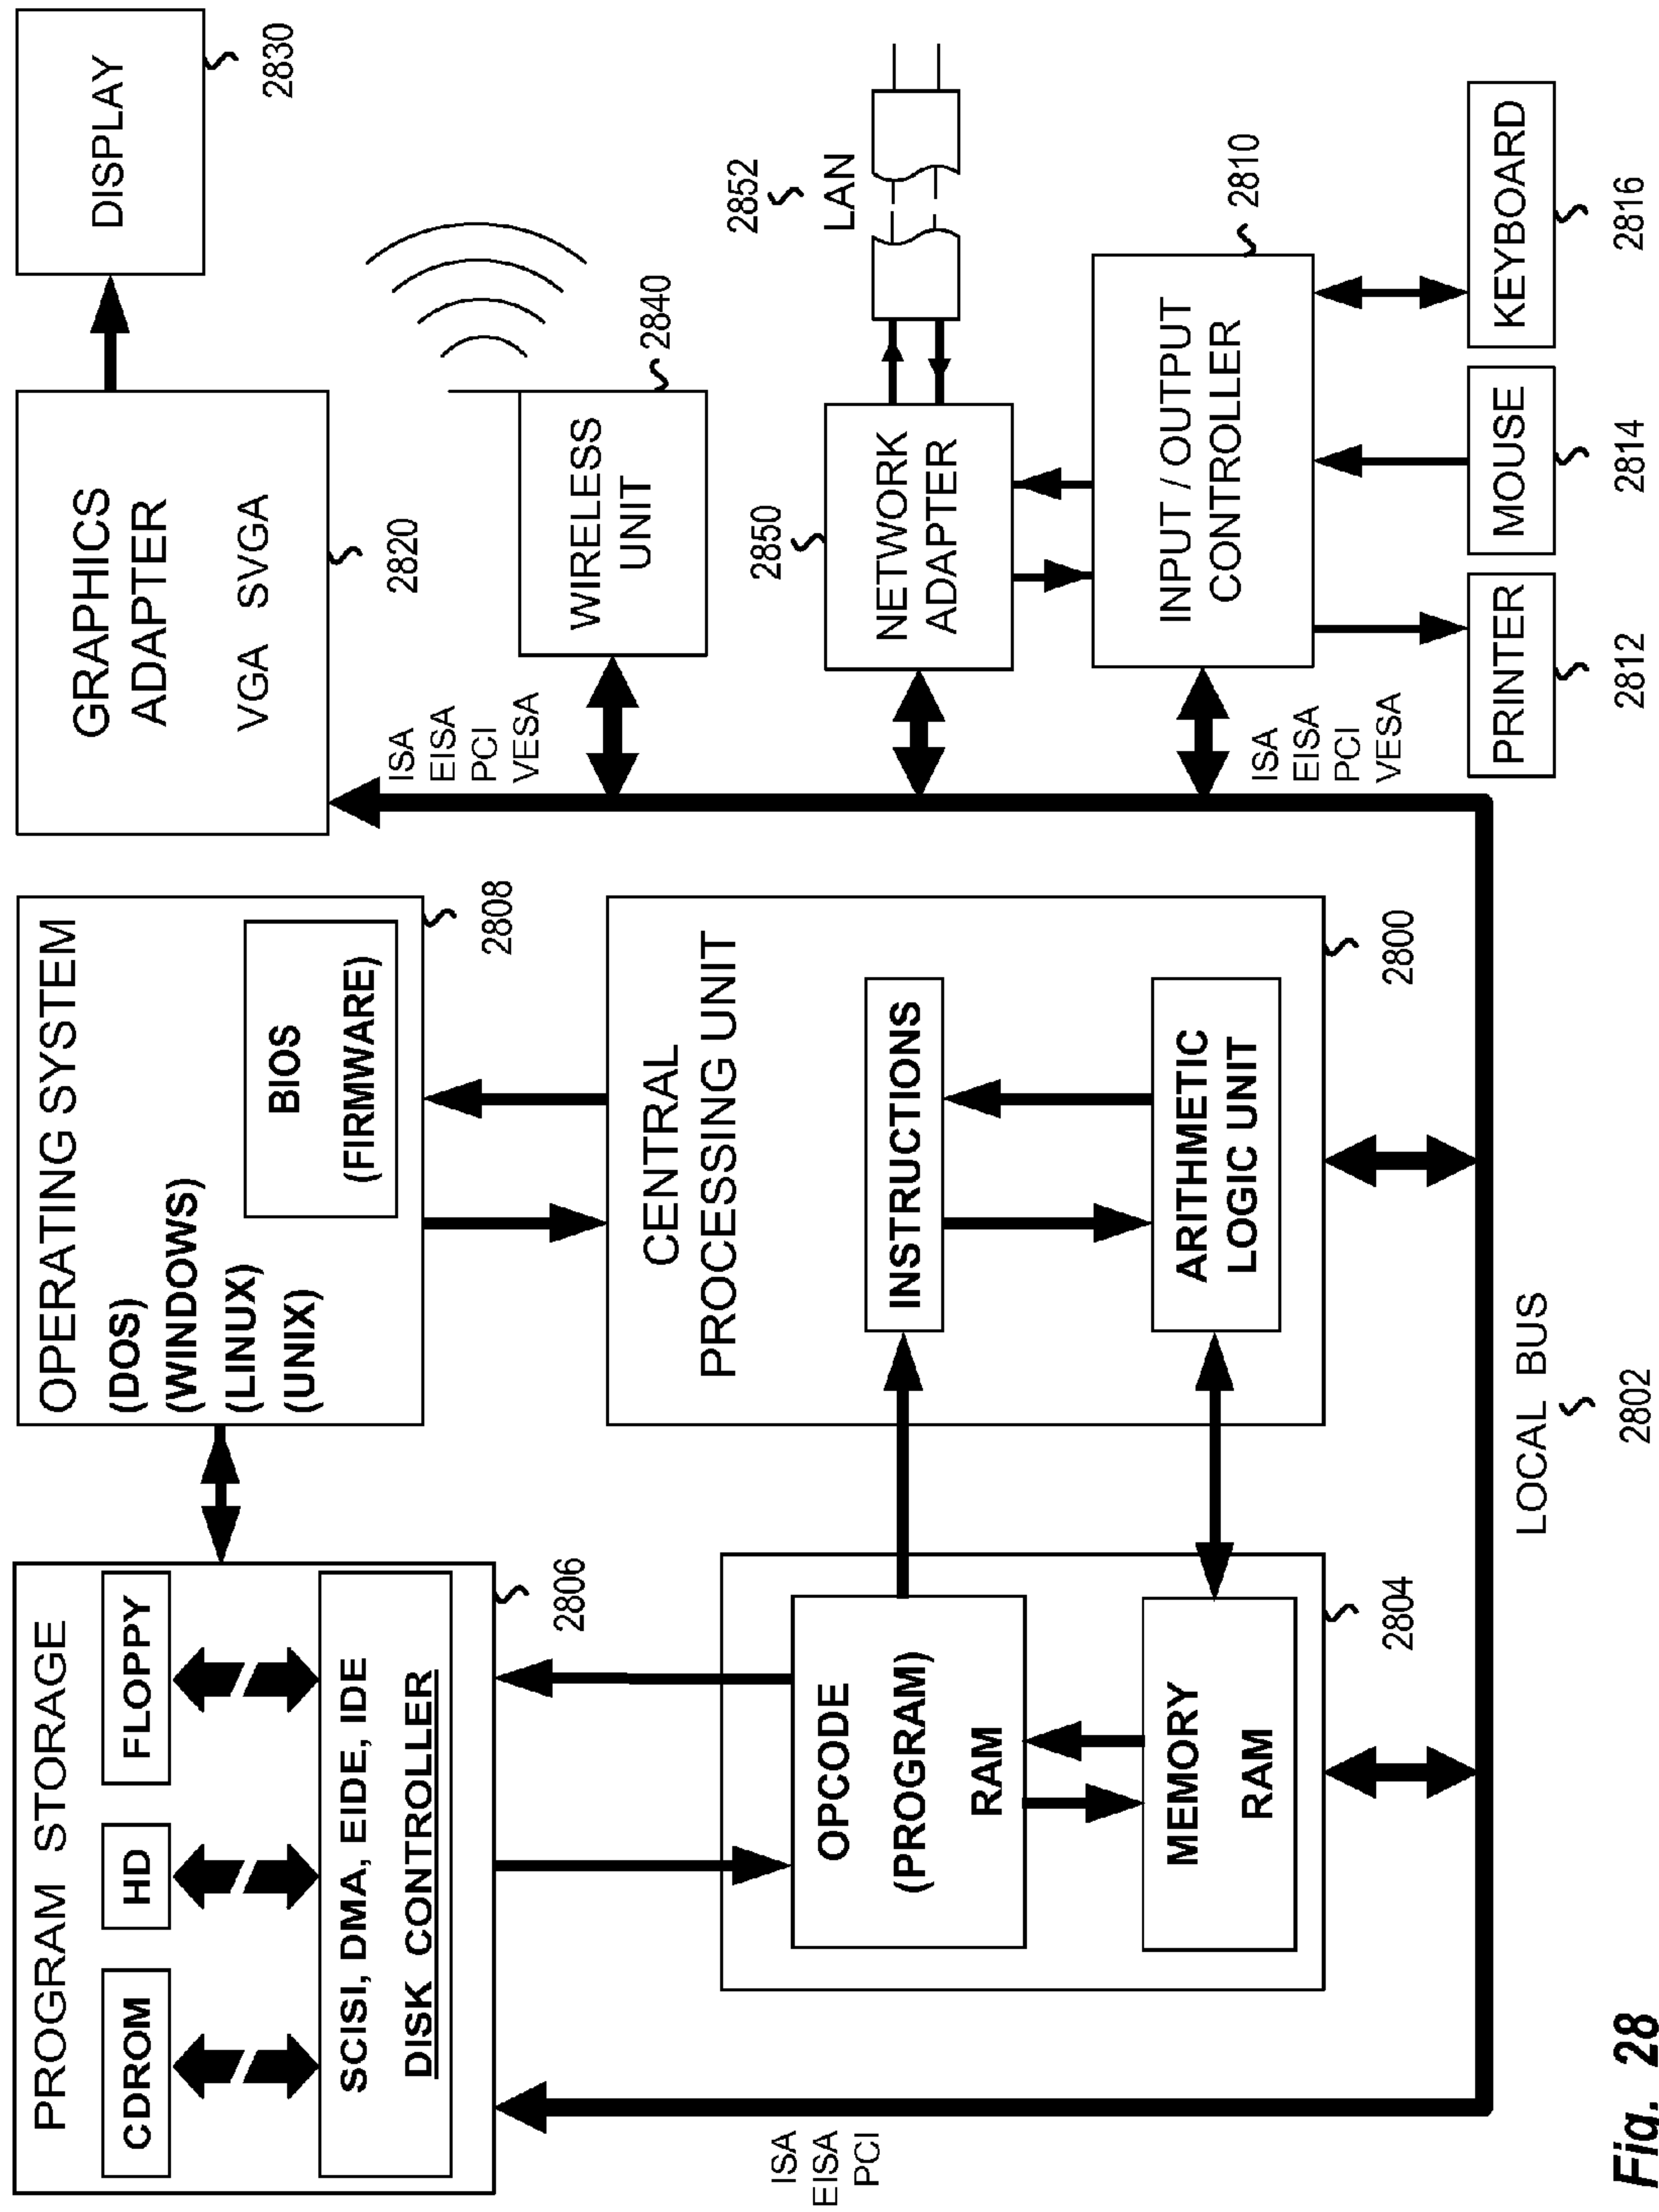 PROGRAM STORAGE
CDROM
HD
FLOPPY
SCISI, DMA, EIDE, IDE
DISK CONTROLLER
2806
OPERATING SYSTEM
(DOS)
(WINDOWS)
(LINUX)
(UNIX)
BIOS
(FIRMWARE)
2808
GRAPHICS
ADAPTER
VGA SVGA
2820
DISPLAY
2830
ISA
EISA
PCI
VESA
WIRELESS
UNIT
2840
OPCODE
(PROGRAM)
RAM
MEMORY
RAM
2804
CENTRAL
PROCESSING UNIT
INSTRUCTIONS
ARITHMETIC
LOGIC UNIT
2800
2850
NETWORK
ADAPTER
2852
LAN
INPUT / OUTPUT
CONTROLLER
2810
ISA
EISA
PCI
VESA
ISA
EISA
PCI
PRINTER
2812
MOUSE
2814
KEYBOARD
2816
LOCAL BUS
2802
Fig. 28